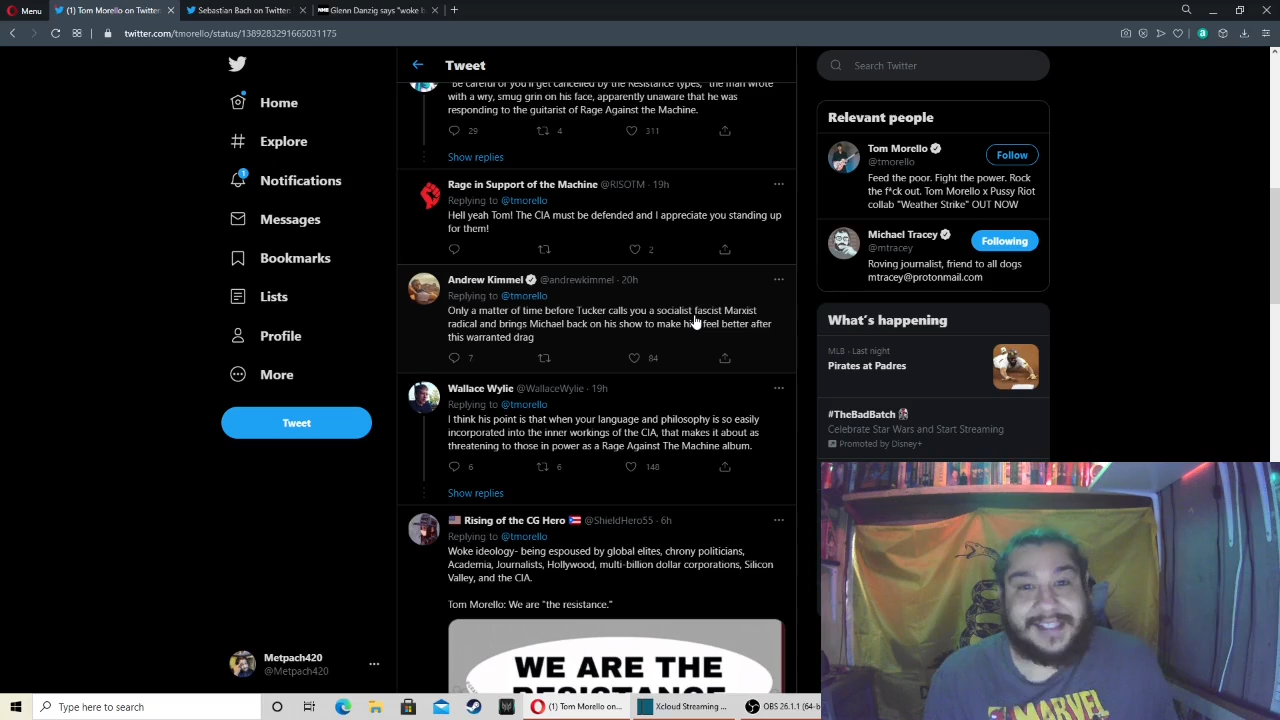 Menu
(1) Tom Morello on Twitter:
Sebastian Bach on Twitter:
Glenn Danzig says "woke b
twitter.com/tmorello/status/1389283291665031175
Home
Explore
1
Notifications
Messages
Bookmarks
Lists
Profile
More
Tweet
Metpach420
@Metpach420
Tweet
"Be careful or you'll get cancelled by the Resistance types," the man wrote
with a wry, smug grin on his face, apparently unaware that he was
responding to the guitarist of Rage Against the Machine.
29 4 311
Show replies
Rage in Support of the Machine @RISOTM · 19h
Replying to @tmorello
Hell yeah Tom! The CIA must be defended and I appreciate you standing up
for them!
2
Andrew Kimmel @andrewkimmel · 20h
Replying to @tmorello
Only a matter of time before Tucker calls you a socialist fascist Marxist
radical and brings Michael back on his show to make feel better after
this warranted drag
7 84
Wallace Wylie @WallaceWylie · 19h
Replying to @tmorello
I think his point is that when your language and philosophy is so easily
incorporated into the inner workings of the CIA, that makes it about as
threatening to those in power as a Rage Against The Machine album.
6 6 148
Show replies
Rising of the CG Hero @ShieldHero55 · 6h
Replying to @tmorello
Woke ideology- being espoused by global elites, chrony politicians,
Academia, Journalists, Hollywood, multi-billion dollar corporations, Silicon
Valley, and the CIA.
Tom Morello: We are "the resistance."
WE ARE THE
RESISTANCE
Search Twitter
Relevant people
Tom Morello
@tmorello
Follow
Feed the poor. Fight the power. Rock
the f*ck out. Tom Morello x Pussy Riot
collab "Weather Strike" OUT NOW
Michael Tracey
@mtracey
Following
Roving journalist, friend to all dogs
mtracey@protonmail.com
What's happening
MLB · Last night
Pirates at Padres
#TheBadBatch
Celebrate Star Wars and Start Streaming
Promoted by Disney+
MARVEL
Type here to search
(1) Tom Morello on...
Xcloud Streaming ...
OBS 26.1.1 (64-b